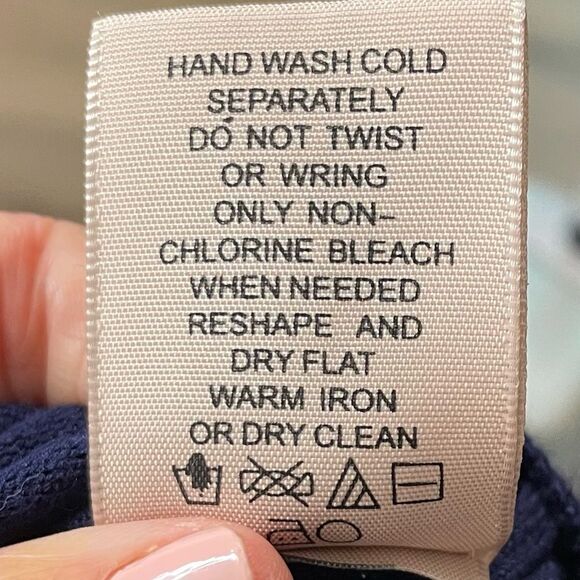 HAND WASH COLD
SEPARATELY
DO NOT TWIST
OR WRING
ONLY NON-
CHLORINE BLEACH
WHEN NEEDED
RESHAPE AND
DRY FLAT
WARM IRON
OR DRY CLEAN